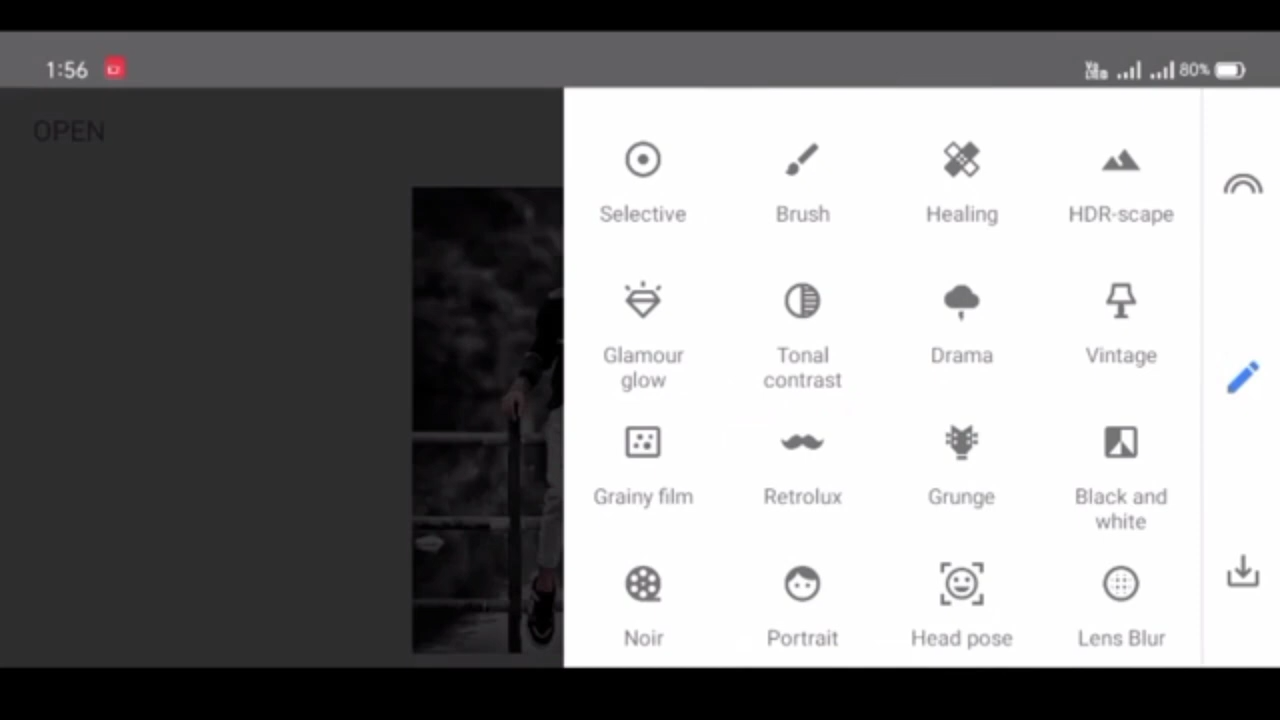 1:56
80%
OPEN
Selective
Brush
Healing
HDR-scape
Glamour
glow
Tonal
contrast
Drama
Vintage
Grainy film
Retrolux
Grunge
Black and
white
Noir
Portrait
Head pose
Lens Blur